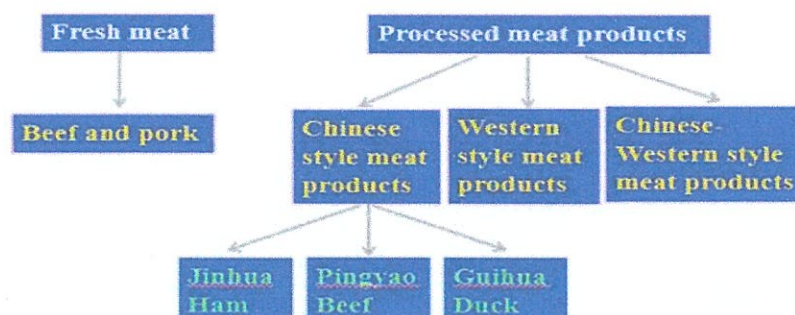 Fresh meat
Processed meat products
Beef and pork
Chinese
style meat
products
Western
style meat
products
Chinese-
Western style
meat products
Jinhua
Ham
Pingyao
Beef
Guihua
Duck